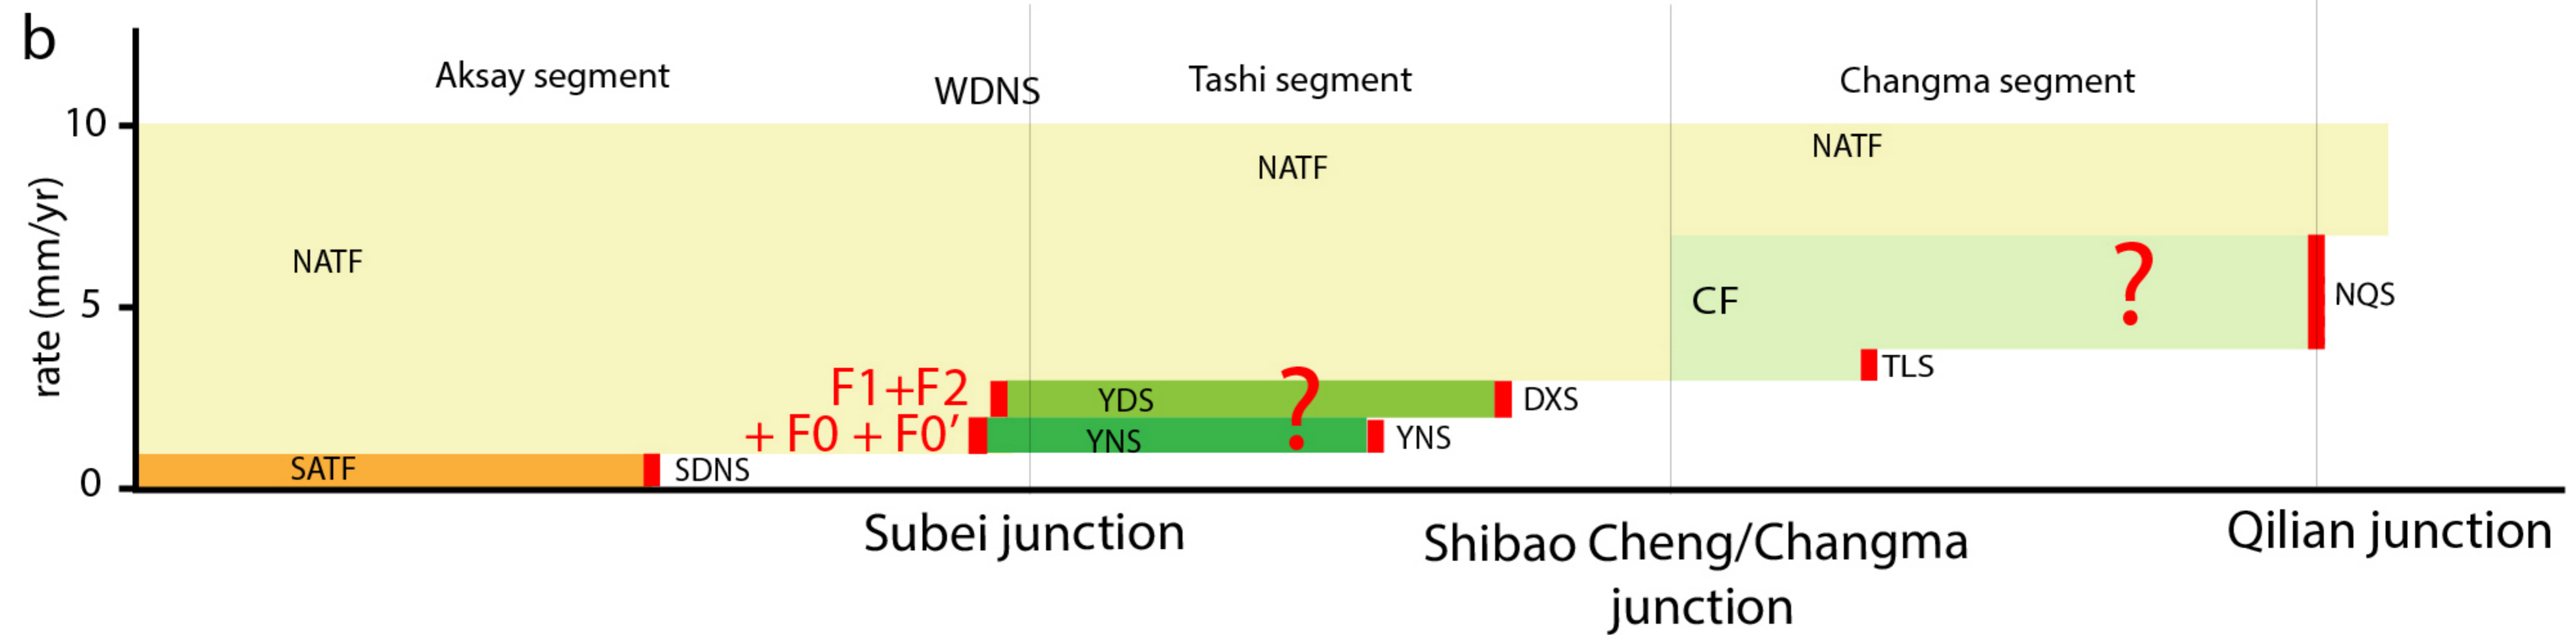 b
Aksay segment
WDNS
Tashi segment
Changma segment
rate (mm/yr)
10
5
0
NATF
NATF
NATF
CF
?
NQS
TLS
F1+F2
YDS
?
DXS
+ F0 + F0’
YNS
YNS
SATF
SDNS
Subei junction
Shibao Cheng/Changma
junction
Qilian junction